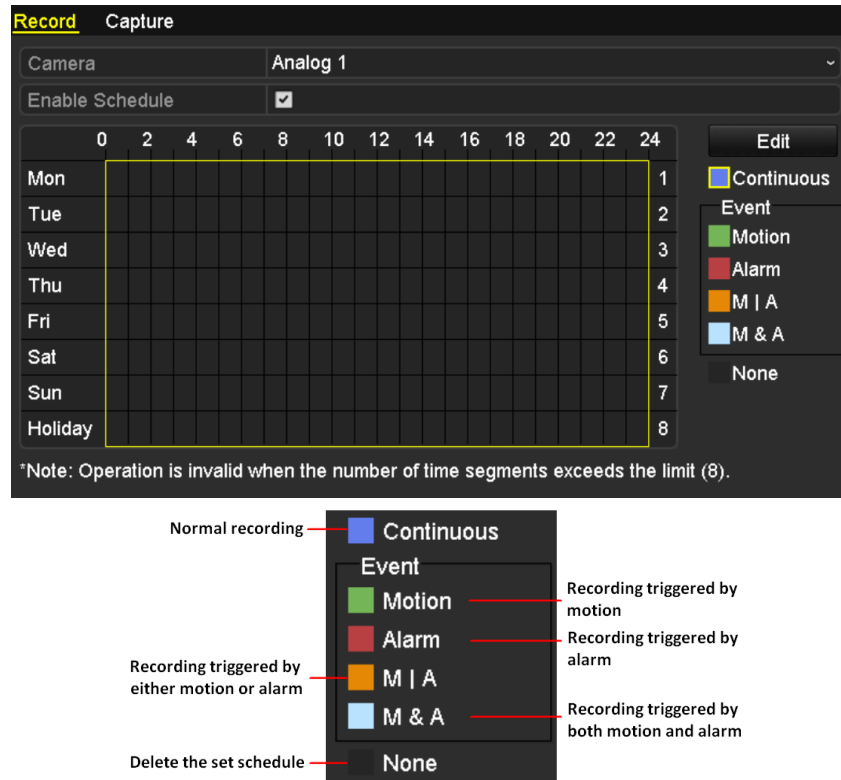 Record Capture
Camera Analog 1
Enable Schedule
0 2 4 6 8 10 12 14 16 18 20 22 24
Edit
Mon 1
Continuous
Tue 2
Event
Wed 3
Motion
Thu 4
Alarm
Fri 5
M | A
Sat 6
M & A
Sun 7
None
Holiday 8
*Note: Operation is invalid when the number of time segments exceeds the limit (8).
Normal recording
Continuous
Event
Motion
Recording triggered by
motion
Alarm
Recording triggered by
alarm
Recording triggered by
either motion or alarm
M | A
M & A
Recording triggered by
both motion and alarm
Delete the set schedule
None